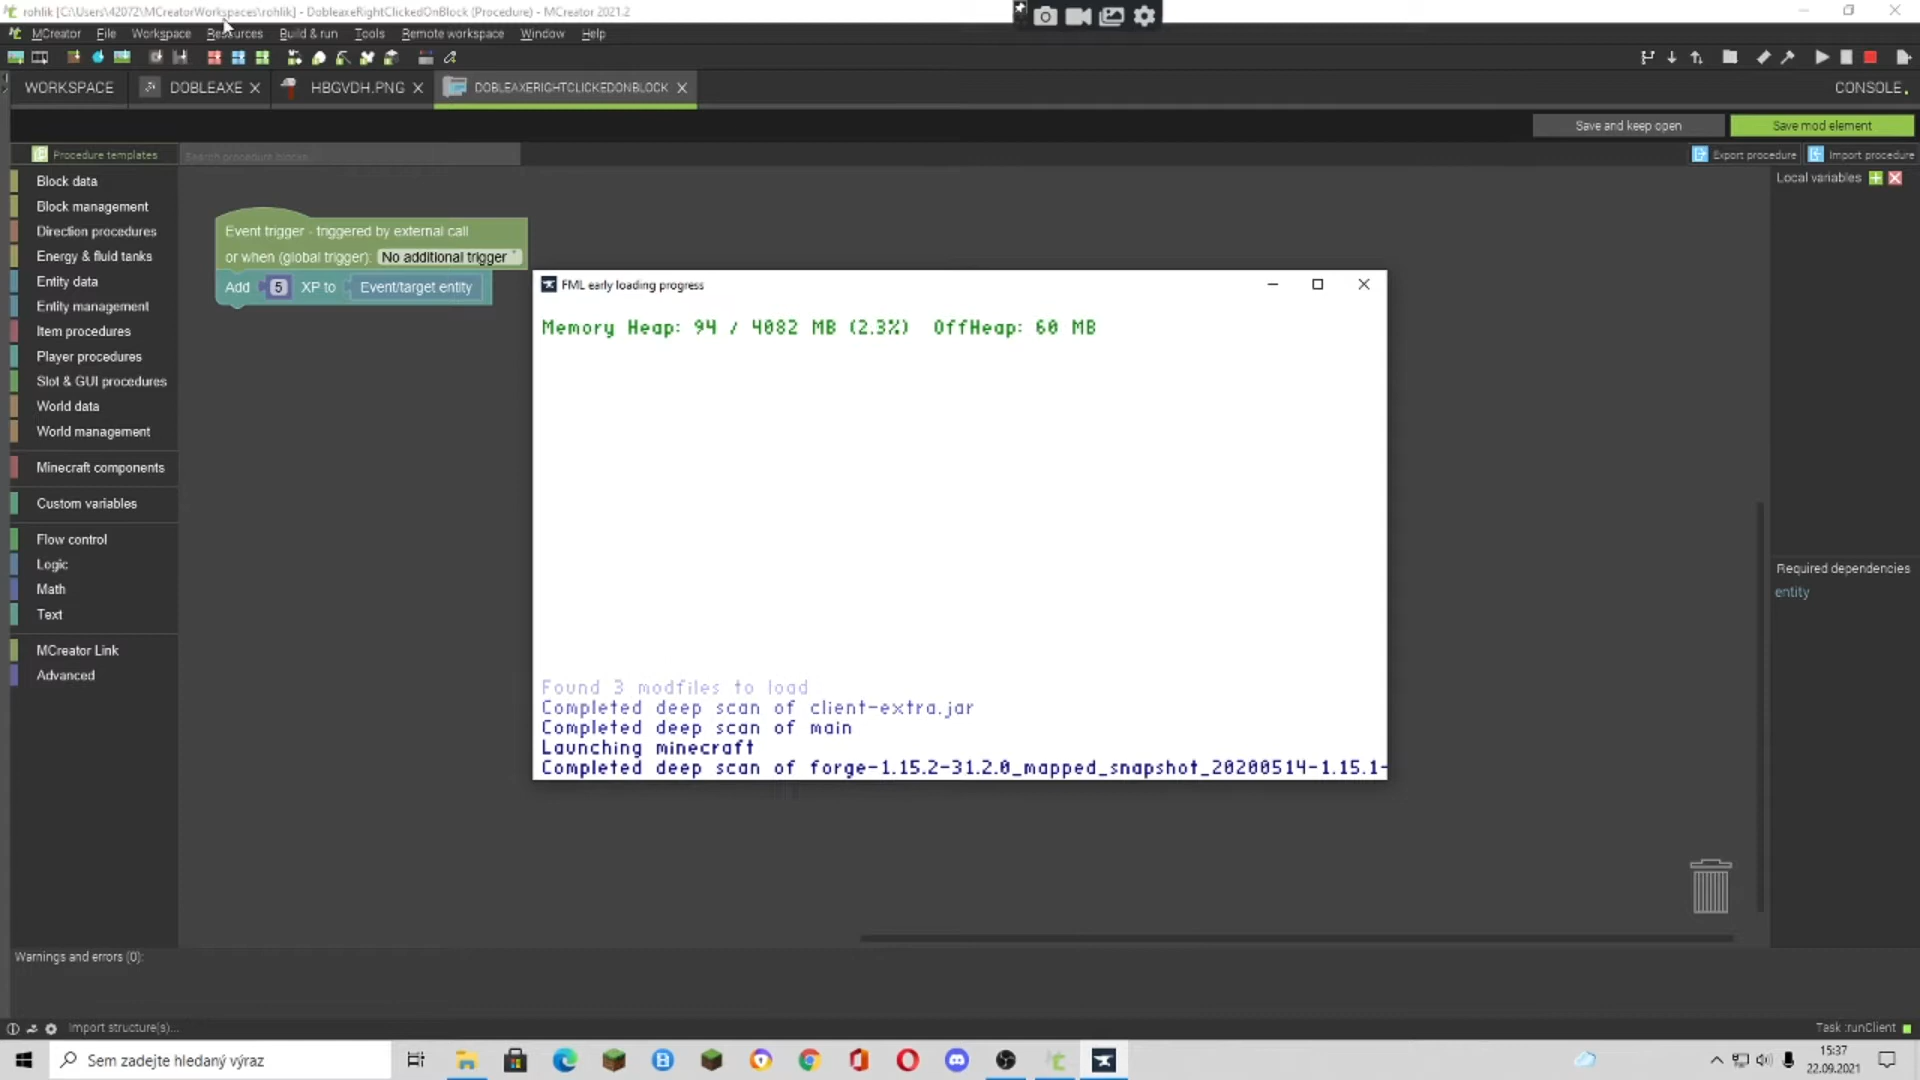 rohlik [C:\Users\42072\MCreatorWorkspaces\rohlik] - DobleaxeRightClickedOnBlock (Procedure) - MCreator 2021.2
MCreator File Workspace Resources Build & run Tools Remote workspace Window Help
WORKSPACE DOBLEAXE HBGVDH.PNG DOBLEAXERIGHTCLICKEDONBLOCK CONSOLE
Save and keep open Save mod element
Procedure templates Search procedure blocks... Export procedure Import procedure
Local variables
Block data
Block management
Direction procedures
Energy & fluid tanks
Entity data
Entity management
Item procedures
Player procedures
Slot & GUI procedures
World data
World management
Minecraft components
Custom variables
Flow control
Logic
Math
Text
MCreator Link
Advanced
Event trigger - triggered by external call
or when (global trigger): No additional trigger
Add 5 XP to Event/target entity
FML early loading progress
Memory Heap: 94 / 4082 MB (2.3%) OffHeap: 60 MB
Found 3 modfiles to load
Completed deep scan of client-extra.jar
Completed deep scan of main
Launching minecraft
Completed deep scan of forge-1.15.2-31.2.0_mapped_snapshot_20200514-1.15.1-
Required dependencies
entity
Warnings and errors (0):
Import structure(s)... Task :runClient
Sem zadejte hledaný výraz
15:37
22.09.2021